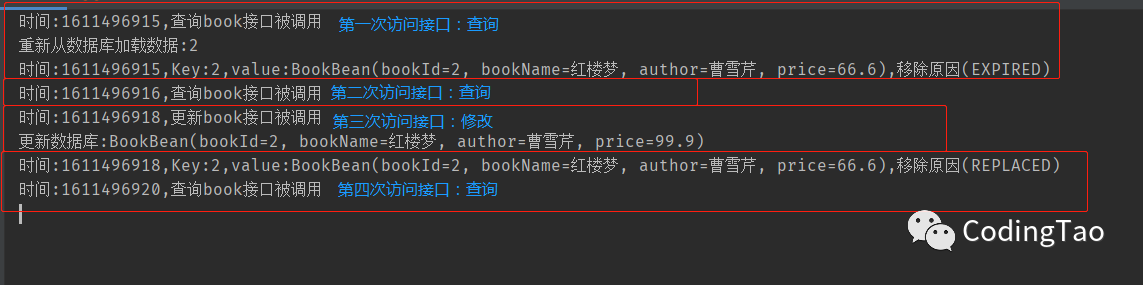 时间:1611496915,查询book接口被调用 第一次访问接口：查询
重新从数据库加载数据:2
时间:1611496915,Key:2,value:BookBean(bookId=2, bookName=红楼梦, author=曹雪芹, price=66.6),移除原因(EXPIRED)
时间:1611496916,查询book接口被调用 第二次访问接口：查询
时间:1611496918,更新book接口被调用 第三次访问接口：修改
更新数据库:BookBean(bookId=2, bookName=红楼梦, author=曹雪芹, price=99.9)
时间:1611496918,Key:2,value:BookBean(bookId=2, bookName=红楼梦, author=曹雪芹, price=66.6),移除原因(REPLACED)
时间:1611496920,查询book接口被调用 第四次访问接口：查询
CodingTao